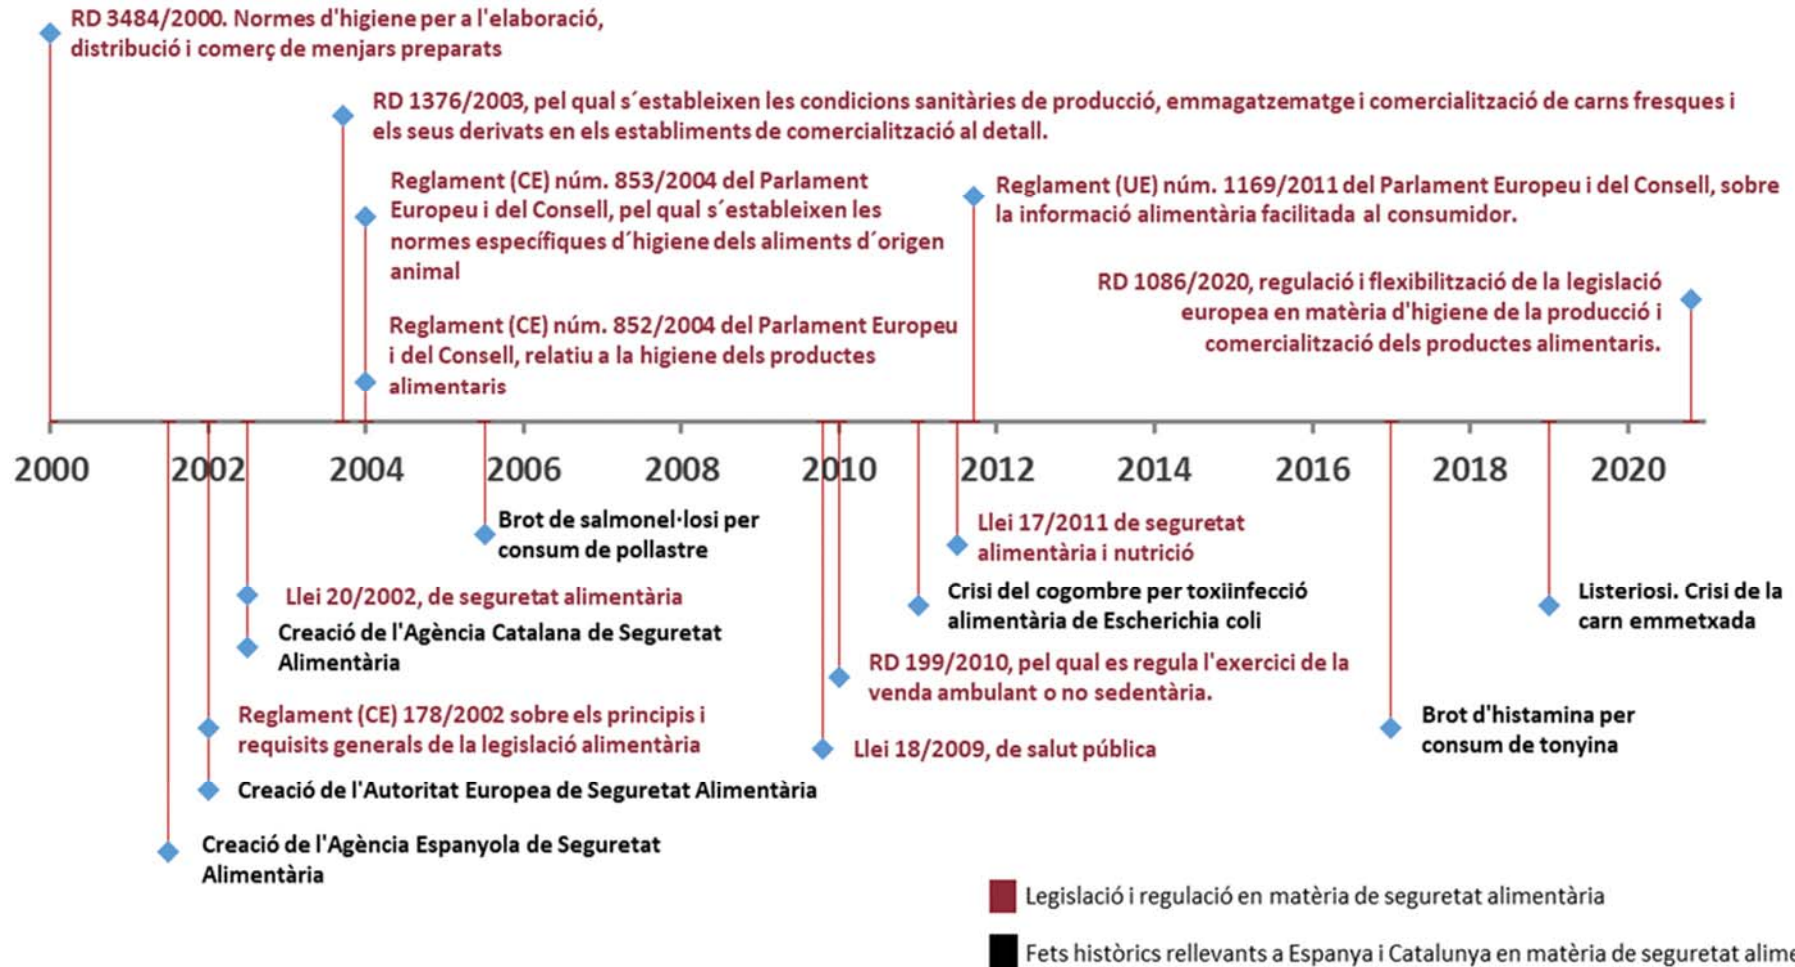 RD 3484/2000. Normes d'higiene per a l'elaboració,
distribució i comerç de menjars preparats
RD 1376/2003, pel qual s´estableixen les condicions sanitàries de producció, emmagatzematge i comercialització de carns fresques i
els seus derivats en els establiments de comercialització al detall.
Reglament (CE) núm. 853/2004 del Parlament
Europeu i del Consell, pel qual s´estableixen les
normes específiques d´higiene dels aliments d´origen
animal
Reglament (UE) núm. 1169/2011 del Parlament Europeu i del Consell, sobre
la informació alimentària facilitada al consumidor.
RD 1086/2020, regulació i flexibilització de la legislació
europea en matèria d'higiene de la producció i
comercialització dels productes alimentaris.
Reglament (CE) núm. 852/2004 del Parlament Europeu
i del Consell, relatiu a la higiene dels productes
alimentaris
2000 2002 2004 2006 2008 2010 2012 2014 2016 2018 2020
Brot de salmonel·losi per
consum de pollastre
Llei 17/2011 de seguretat
alimentària i nutrició
Llei 20/2002, de seguretat alimentària
Creació de l'Agència Catalana de Seguretat
Alimentària
Crisi del cogombre per toxiinfecció
alimentària de Escherichia coli
Listeriosi. Crisi de la
carn emmetxada
RD 199/2010, pel qual es regula l'exercici de la
venda ambulant o no sedentària.
Reglament (CE) 178/2002 sobre els principis i
requisits generals de la legislació alimentària
Brot d'histamina per
consum de tonyina
Llei 18/2009, de salut pública
Creació de l'Autoritat Europea de Seguretat Alimentària
Creació de l'Agència Espanyola de Seguretat
Alimentària
Legislació i regulació en matèria de seguretat alimentària
Fets històrics rellevants a Espanya i Catalunya en matèria de seguretat alime